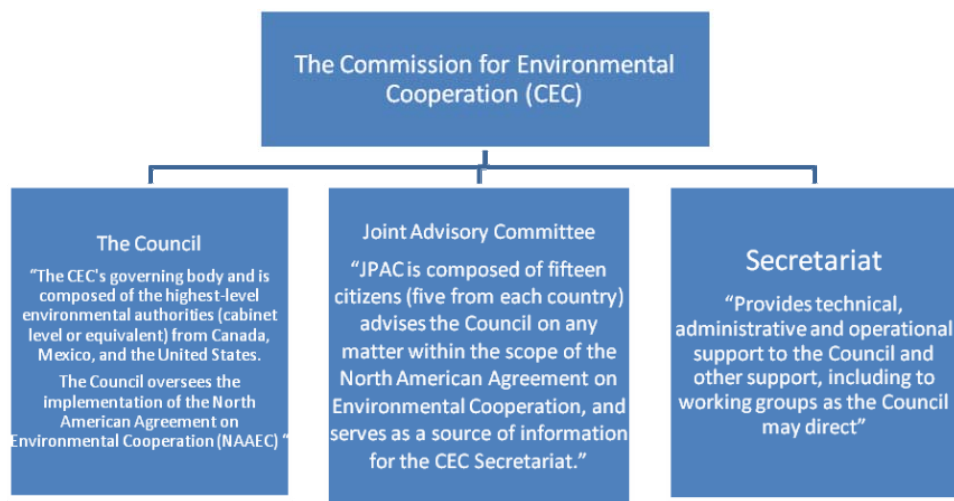 The Commission for Environmental
Cooperation (CEC)
The Council
“The CEC's governing body and is
composed of the highest-level
environmental authorities (cabinet
level or equivalent) from Canada,
Mexico, and the United States.
The Council oversees the
implementation of the North
American Agreement on
Environmental Cooperation (NAAEC) “
Joint Advisory Committee
“JPAC is composed of fifteen
citizens (five from each country)
advises the Council on any
matter within the scope of the
North American Agreement on
Environmental Cooperation, and
serves as a source of information
for the CEC Secretariat.”
Secretariat
“Provides technical,
administrative and operational
support to the Council and
other support, including to
working groups as the Council
may direct”